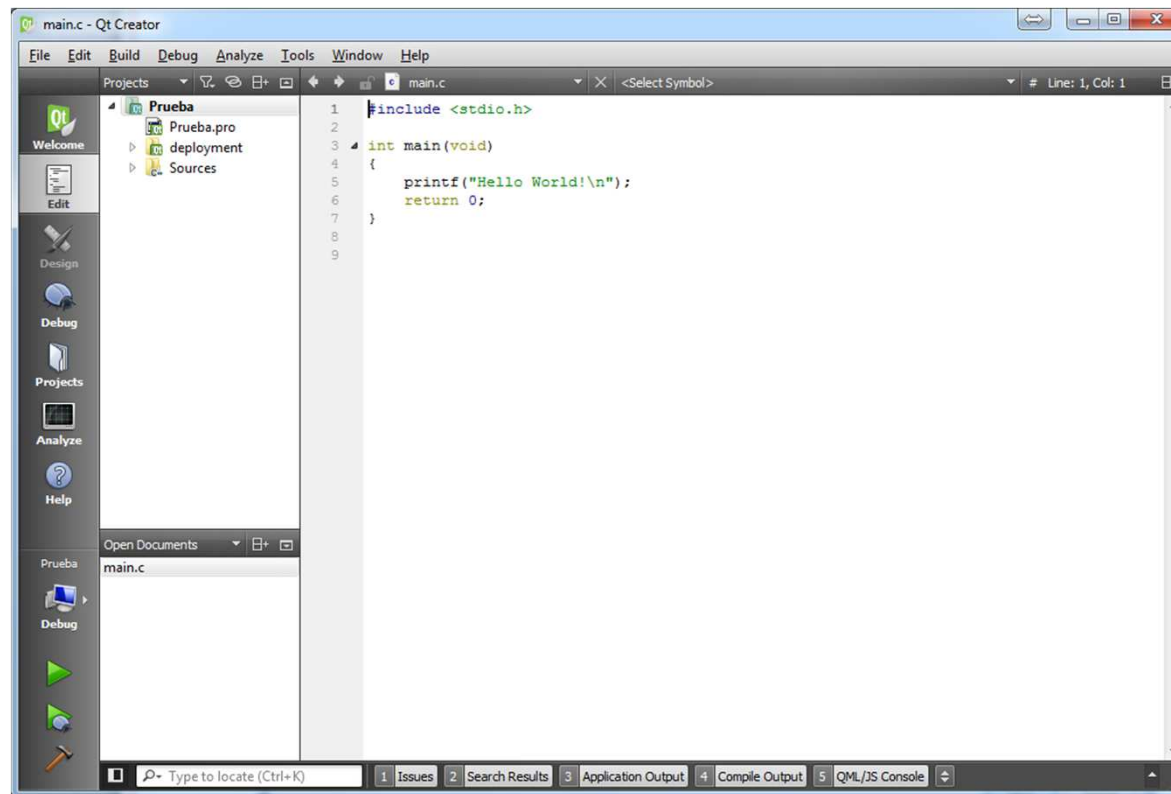 main.c - Qt Creator
File Edit Build Debug Analyze Tools Window Help
Projects main.c <Select Symbol> # Line: 1, Col: 1
Welcome
Edit
Design
Debug
Projects
Analyze
Help
Prueba
Debug
Prueba
Prueba.pro
deployment
Sources
Open Documents
main.c
1 #include <stdio.h>
2
3 int main(void)
4 {
5 printf("Hello World!\n");
6 return 0;
7 }
8
9
Type to locate (Ctrl+K) 1 Issues 2 Search Results 3 Application Output 4 Compile Output 5 QML/JS Console